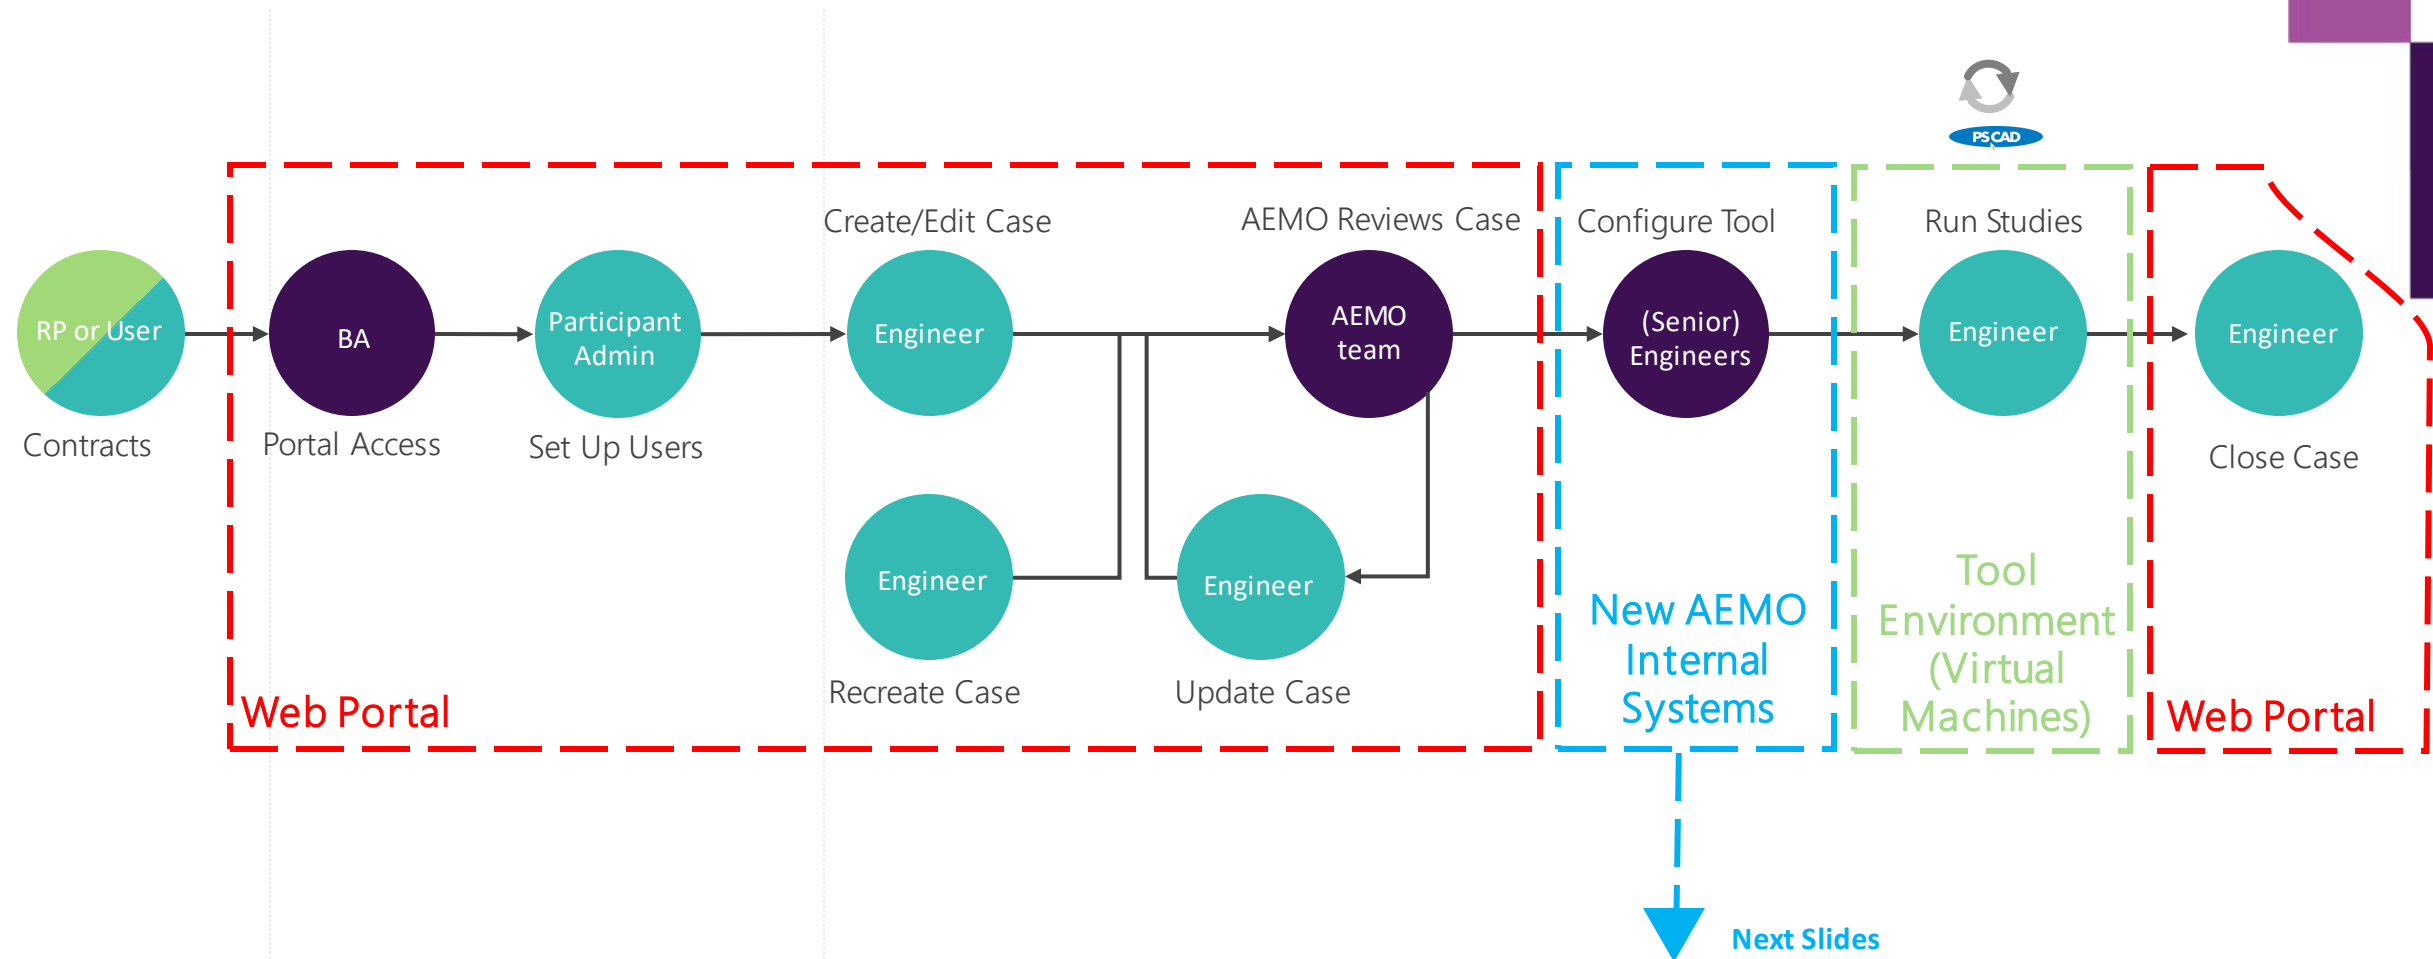 PSCAD
Create/Edit Case
AEMO Reviews Case
Configure Tool
Run Studies
RP or User
BA
Participant
Admin
Engineer
AEMO
team
(Senior)
Engineers
Engineer
Engineer
Contracts
Portal Access
Set Up Users
Close Case
Engineer
Engineer
Recreate Case
Update Case
Web Portal
New AEMO
Internal
Systems
Tool
Environment
(Virtual
Machines)
Web Portal
Next Slides